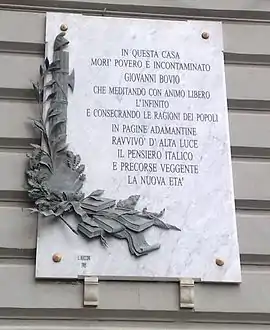 IN QUESTA CASA
MORI' POVERO E INCONTAMINATO
GIOVANNI BOVIO
CHE MEDITANDO CON ANIMO LIBERO
L'INFINITO
E CONSECRANDO LE RAGIONI DEI POPOLI
IN PAGINE ADAMANTINE
RAVVIVO' D'ALTA LUCE
IL PENSIERO ITALICO
E PRECORSE VEGGENTE
LA NUOVA ETA'